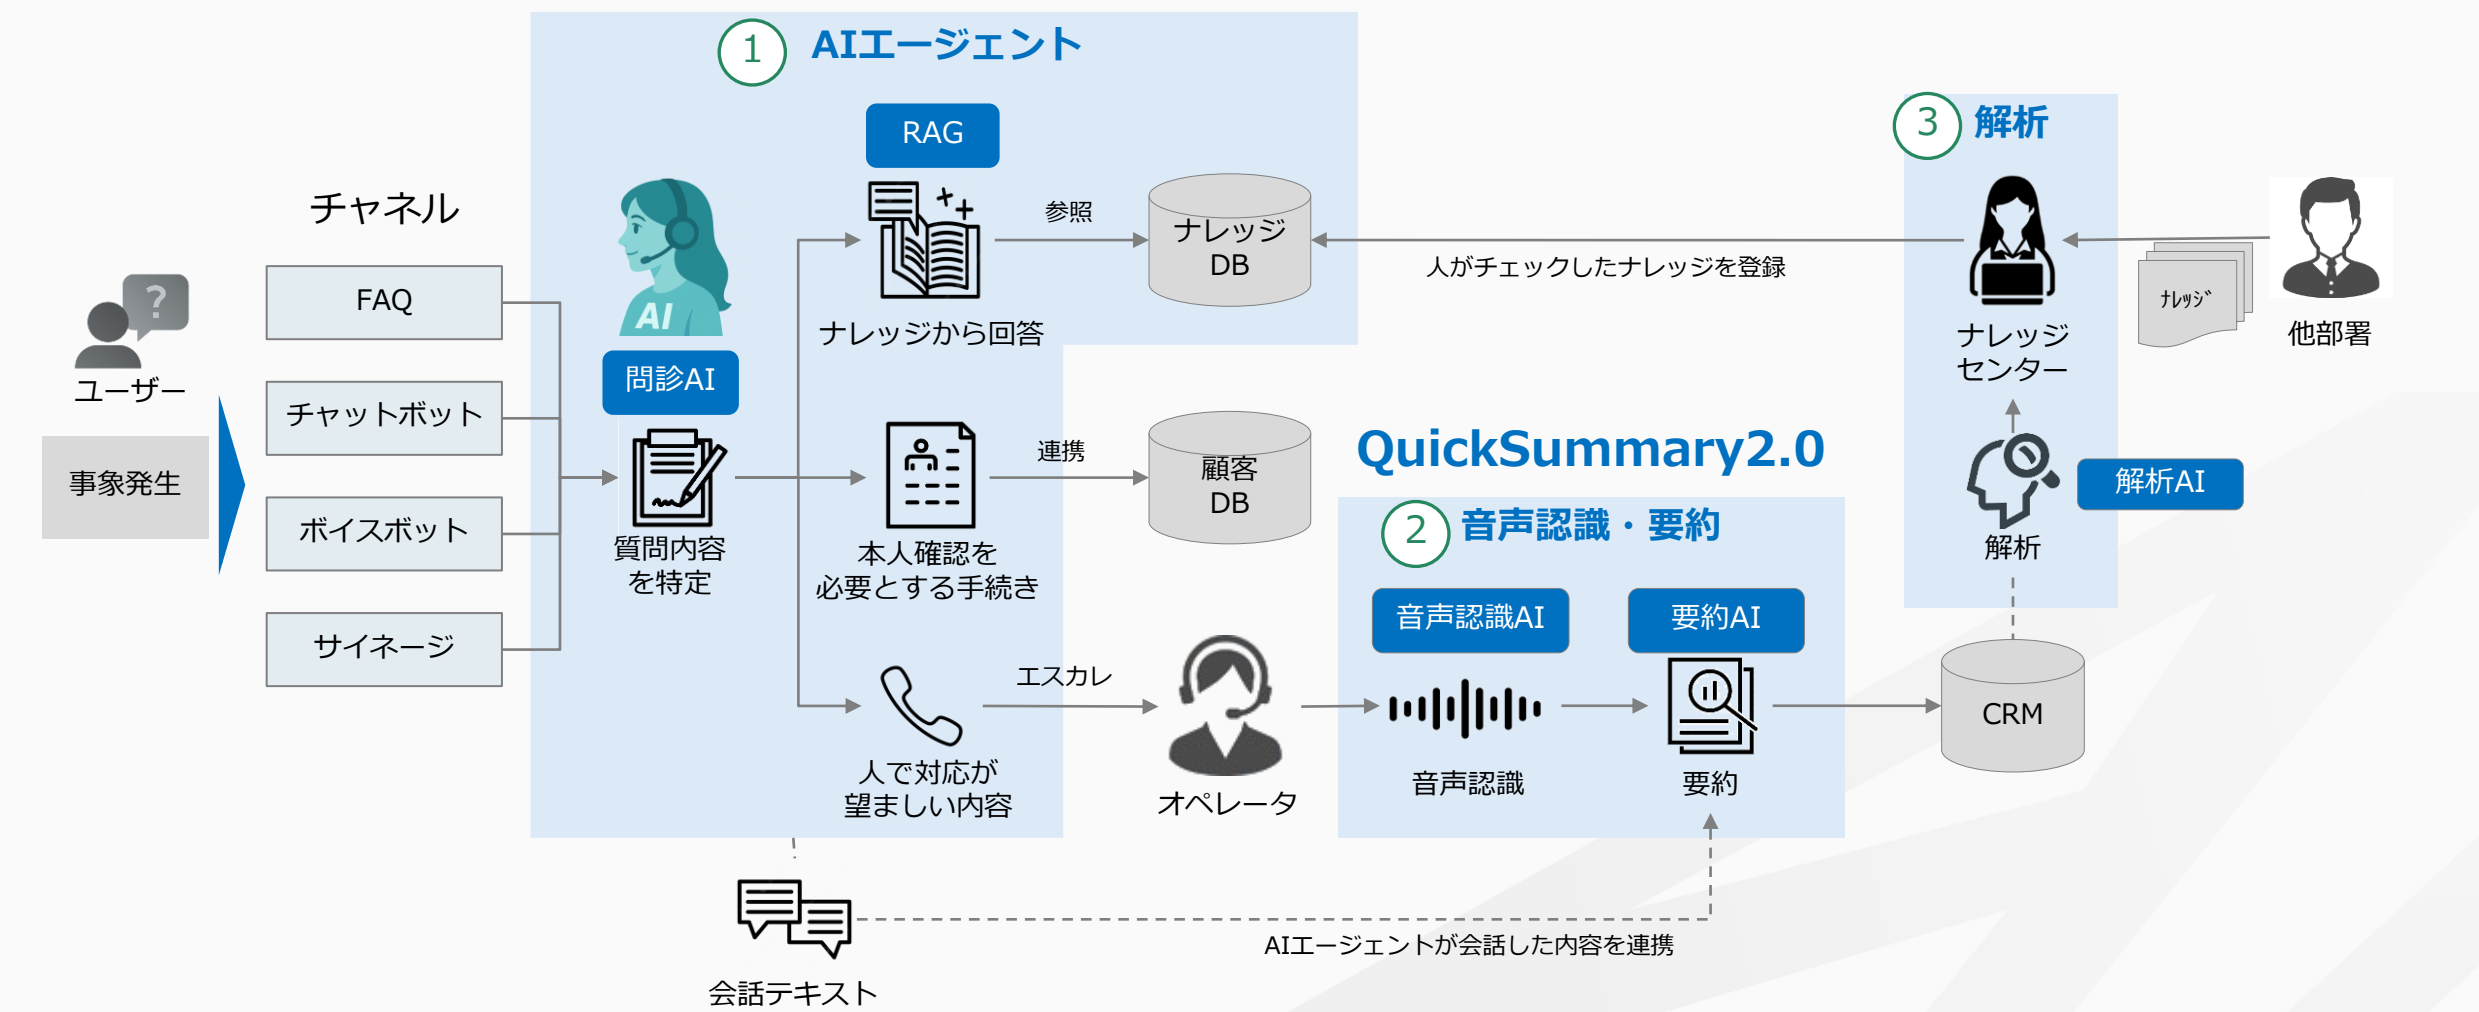 1
AIエージェント
RAG
チャネル
FAQ
チャットボット
ボイスボット
サイネージ
?
ユーザー
事象発生
AI
問診AI
質問内容
を特定
ナレッジから回答
参照
ナレッジ
DB
本人確認を
必要とする手続き
連携
顧客
DB
人で対応が
望ましい内容
エスカレ
オペレータ
QuickSummary2.0
2
音声認識・要約
音声認識AI
要約AI
音声認識
要約
CRM
3
解析
ナレッジ
センター
解析AI
解析
人がチェックしたナレッジを登録
ﾅﾚｯｼﾞ
他部署
会話テキスト
AIエージェントが会話した内容を連携